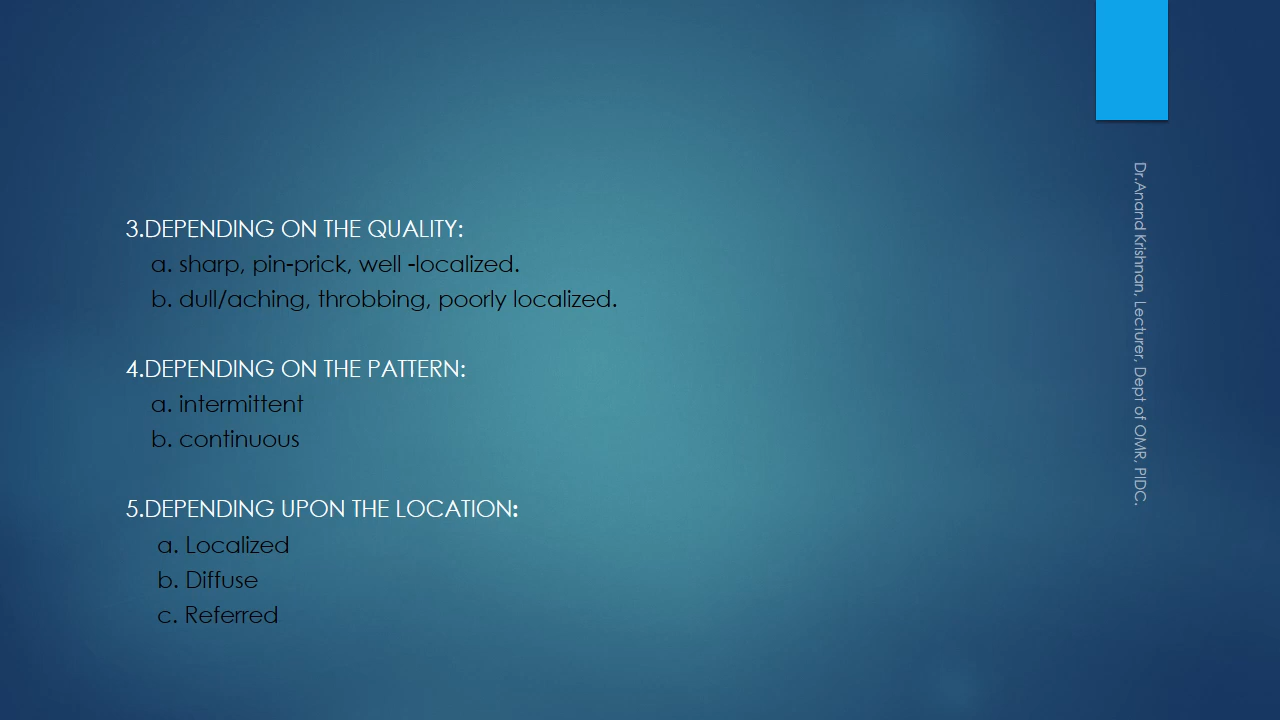 3.DEPENDING ON THE QUALITY:
a. sharp, pin-prick, well -localized.
b. dull/aching, throbbing, poorly localized.
4.DEPENDING ON THE PATTERN:
a. intermittent
b. continuous
5.DEPENDING UPON THE LOCATION:
a. Localized
b. Diffuse
c. Referred
Dr.Anand Krishnan, Lecturer, Dept of OMR, PIDC.